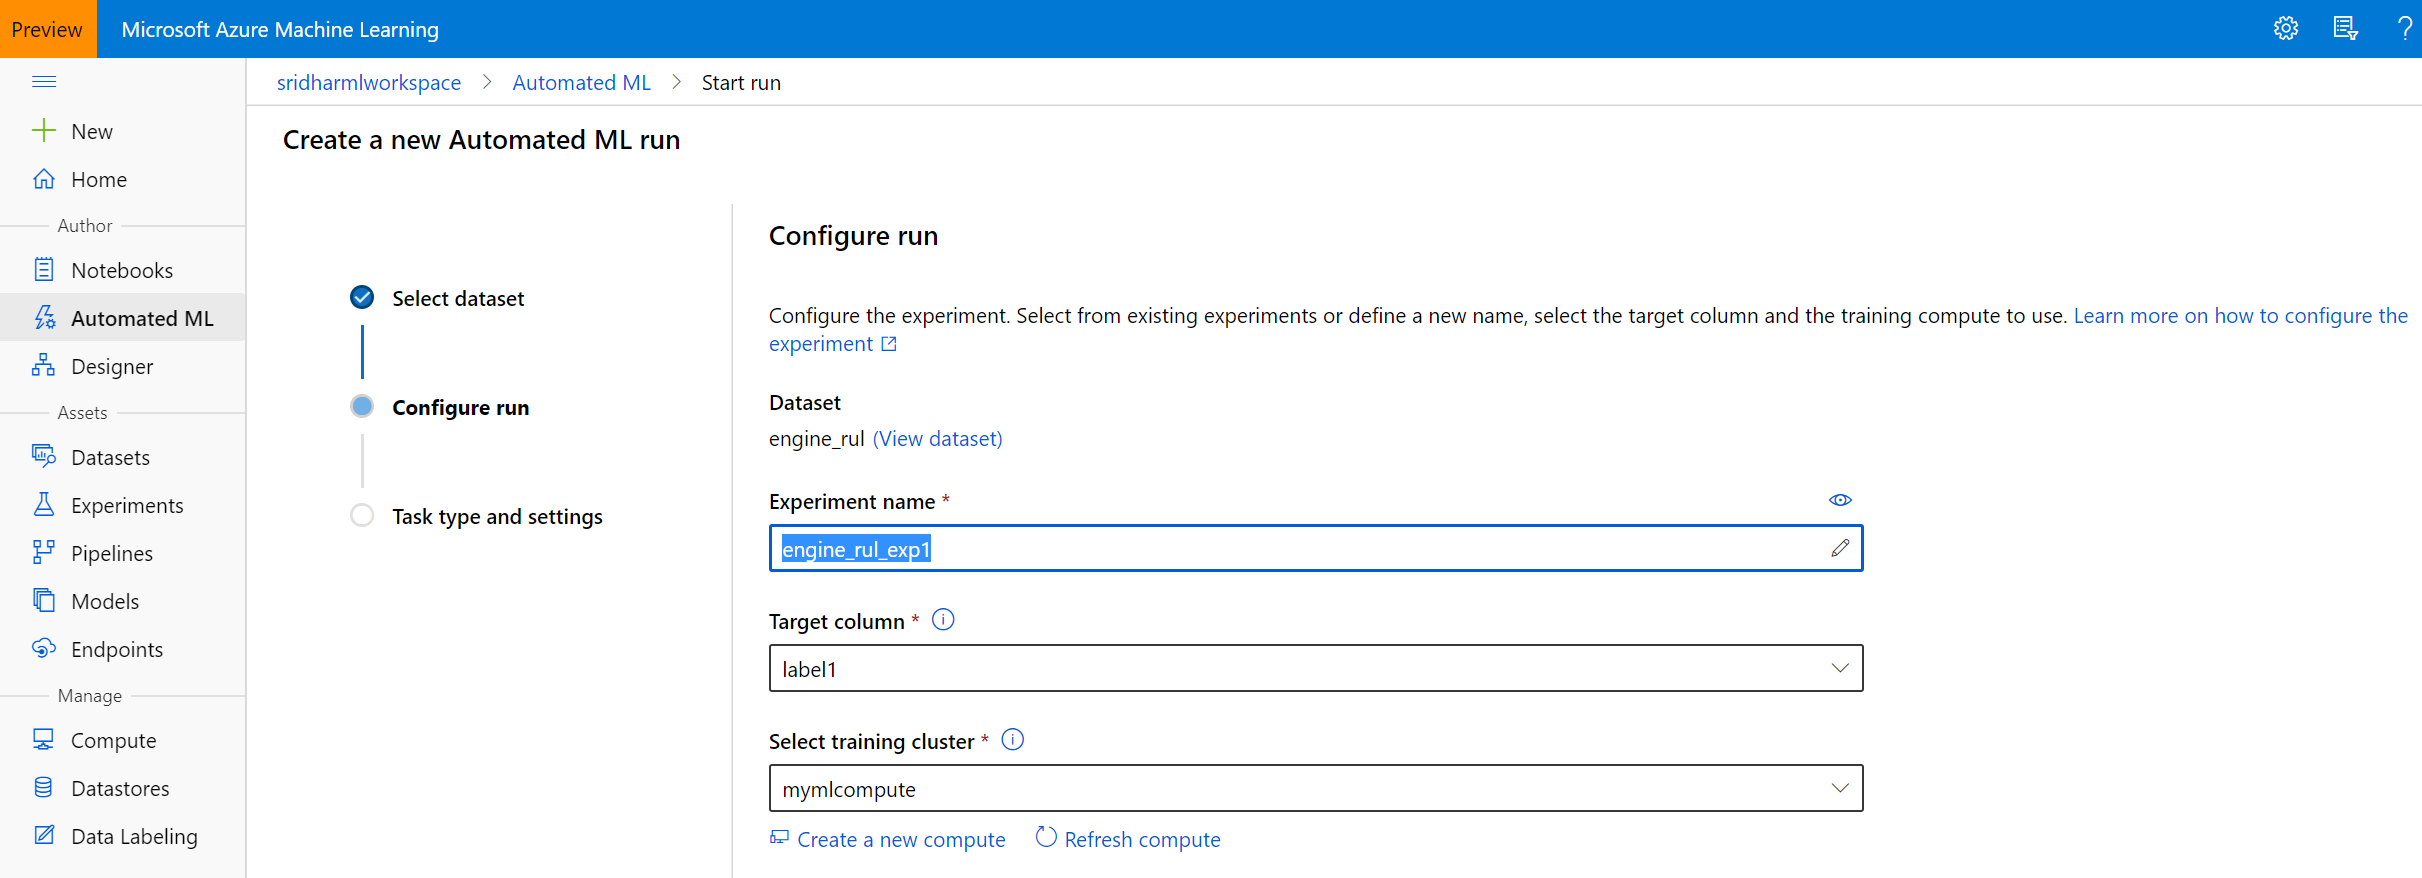 Preview
Microsoft Azure Machine Learning
?
sridharmlworkspace > Automated ML > Start run
New
Home
Author
Notebooks
Automated ML
Designer
Assets
Datasets
Experiments
Pipelines
Models
Endpoints
Manage
Compute
Datastores
Data Labeling
Create a new Automated ML run
Select dataset
Configure run
Task type and settings
Configure run
Configure the experiment. Select from existing experiments or define a new name, select the target column and the training compute to use. Learn more on how to configure the
experiment
Dataset
engine_rul (View dataset)
Experiment name *
engine_rul_exp1
Target column *
label1
Select training cluster *
mymlcompute
Create a new compute Refresh compute